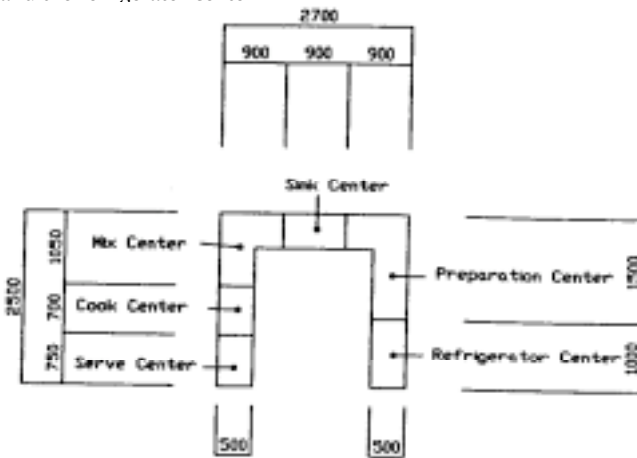 2700
900 900 900
Sink Center
Mix Center
1050
2500
1500
Preparation Center
Cook Center
700
Serve Center
750
Refrigerator Center
1000
500 500